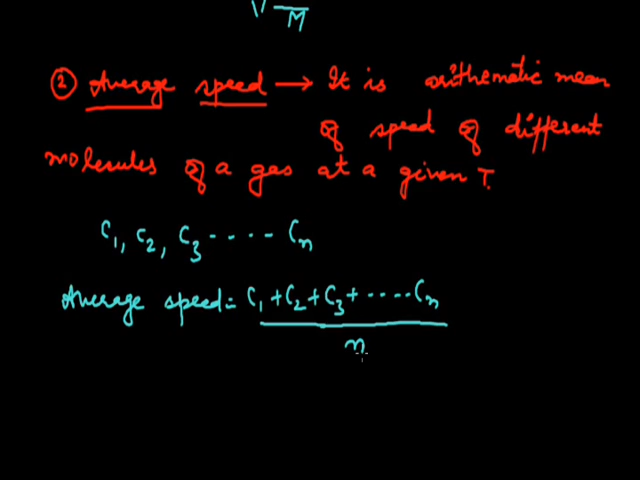 M
② Average speed → It is arithematic mean
of speed of different
molecules of a gas at a given T.
C₁, C₂, C₃ ---- Cₙ
Average speed = C₁ + C₂ + C₃ + ..... Cₙ
n